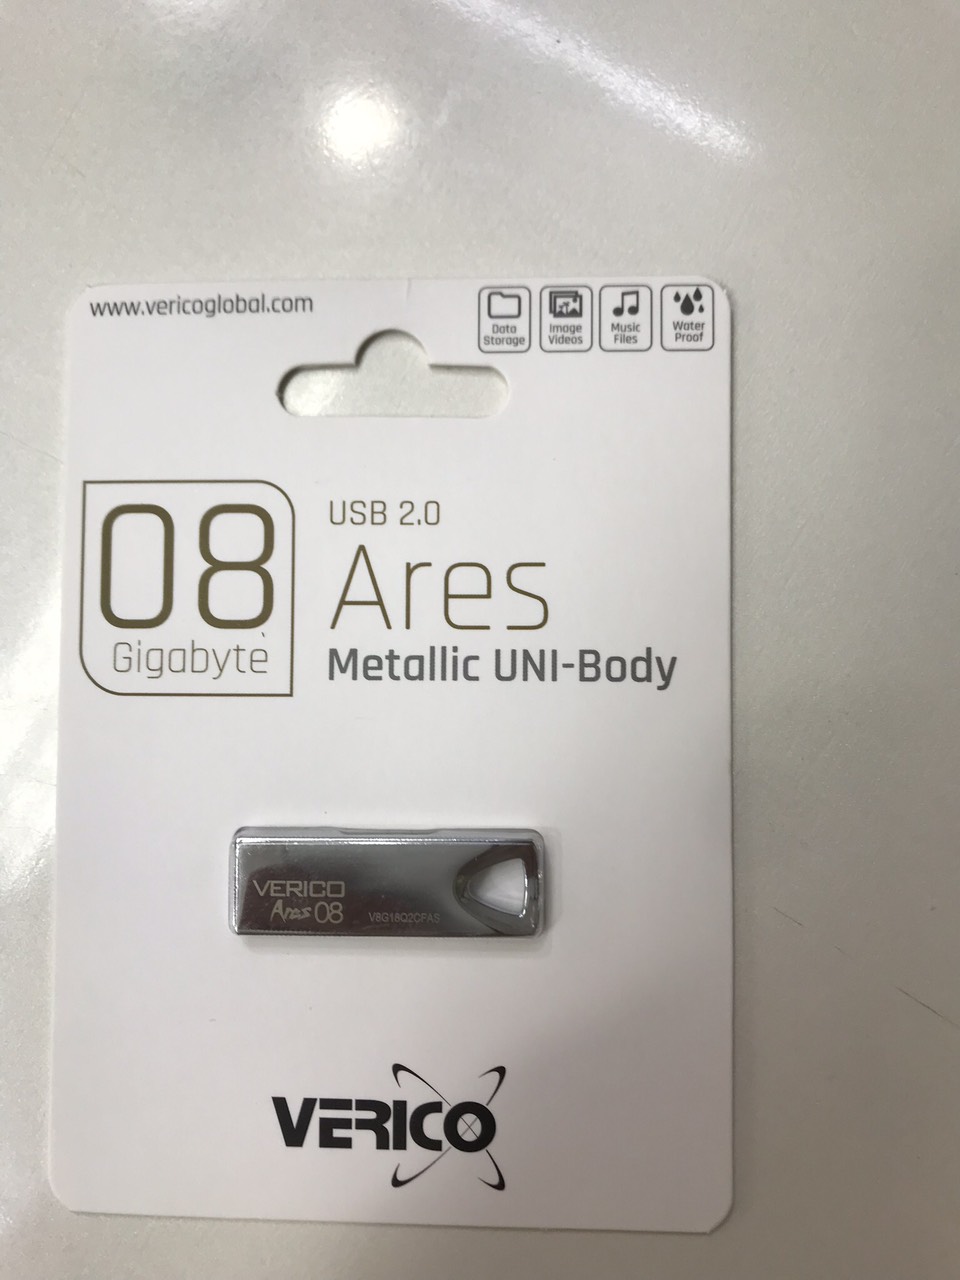 www.vericoglobal.com
Data
Storage
Image
Videos
Music
Files
Water
Proof
08
Gigabyte
USB 2.0
Ares
Metallic UNI-Body
VERICO
Ares 08
V8G18Q2CFAS
VERICO